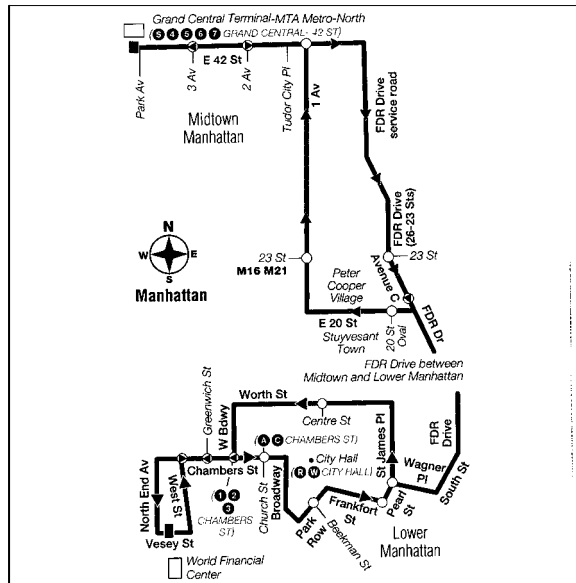 Grand Central Terminal-MTA Metro-North
(S 4 5 6 7 GRAND CENTRAL-42 ST)
E 42 St
Park Av
3 Av
2 Av
Tudor City Pl
1 Av
FDR Drive
service road
Midtown
Manhattan
FDR Drive
(26-23 Sts)
N
W E
S
Manhattan
23 St
M16 M21
23 St
Avenue C
Peter
Cooper
Village
E 20 St
Stuyvesant
Town
20 St
Oval
FDR Dr
FDR Drive between
Midtown and Lower Manhattan
Worth St
Centre St
Greenwich St
W Bdwy
(A C CHAMBERS ST)
St James Pl
FDR
Drive
• City Hall
(R W CITY HALL)
Chambers St
(1 2
3
CHAMBERS
ST)
North End Av
West St
Vesey St
Church St
Broadway
Park
Row
Beekman St
Frankfort
St
Pearl
St
Wagner
Pl
South St
Lower
Manhattan
World Financial
Center